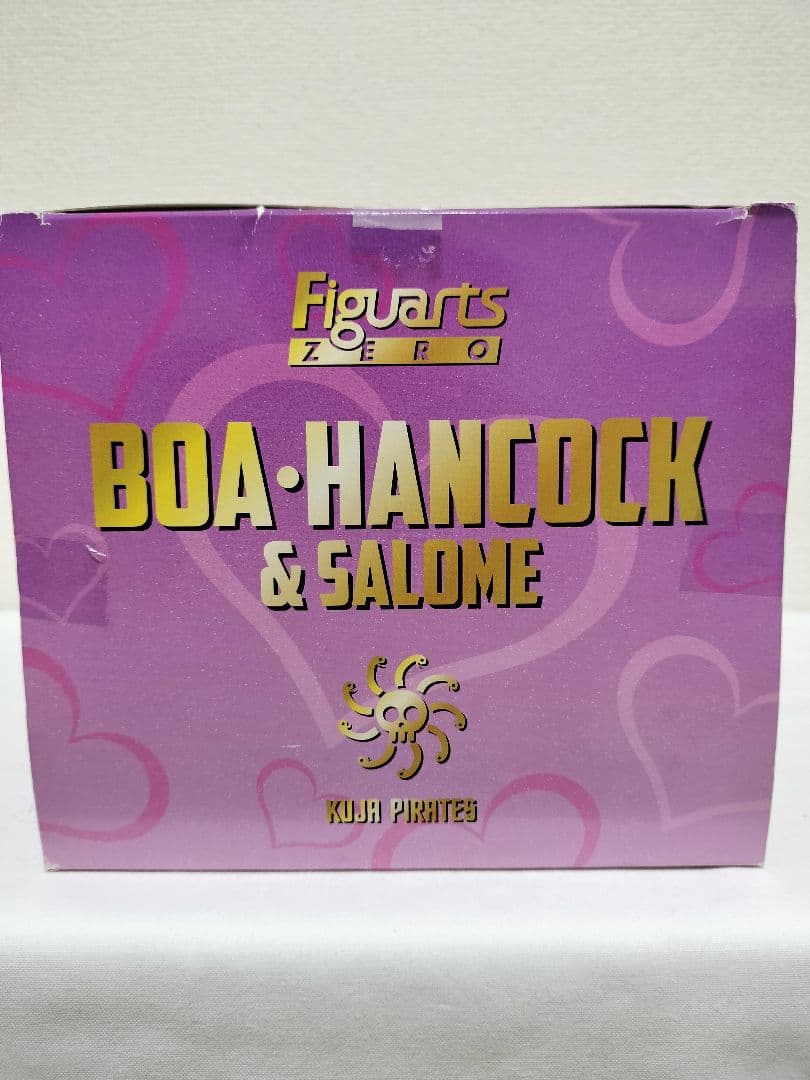 Figuarts
ZERO
BOA・HANCOCK
& SALOME
KUJA PIRATES